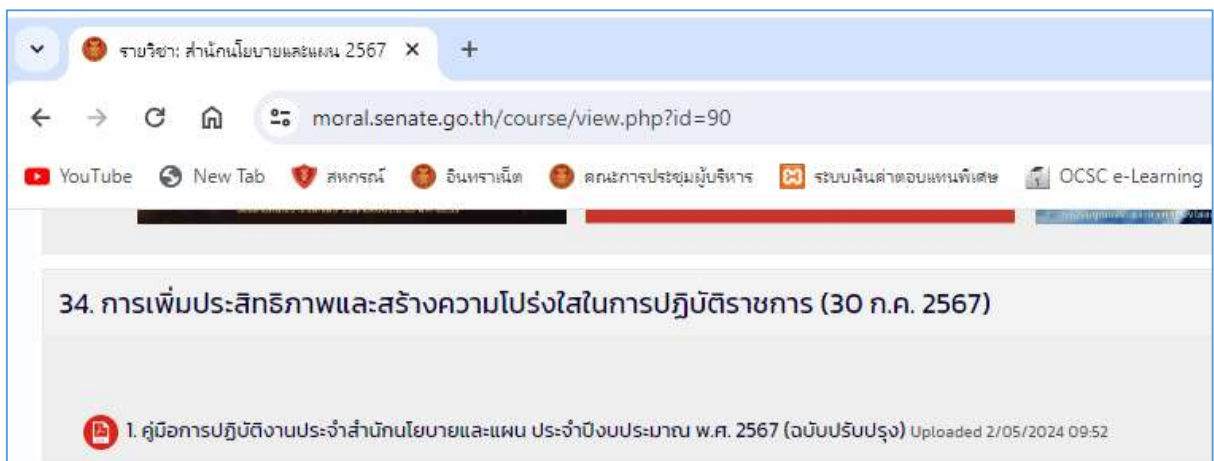 รายวิชา: สำนักนโยบายและแผน 2567
moral.senate.go.th/course/view.php?id=90
YouTube New Tab สหกรณ์ อินทราเน็ต คณะการประชุมผู้บริหาร ระบบเงินค่าตอบแทนพิเศษ OCSC e-Learning
34. การเพิ่มประสิทธิภาพและสร้างความโปร่งใสในการปฏิบัติราชการ (30 ก.ค. 2567)
1. คู่มือการปฏิบัติงานประจำสำนักนโยบายและแผน ประจำปีงบประมาณ พ.ศ. 2567 (ฉบับปรับปรุง) Uploaded 2/05/2024 09:52